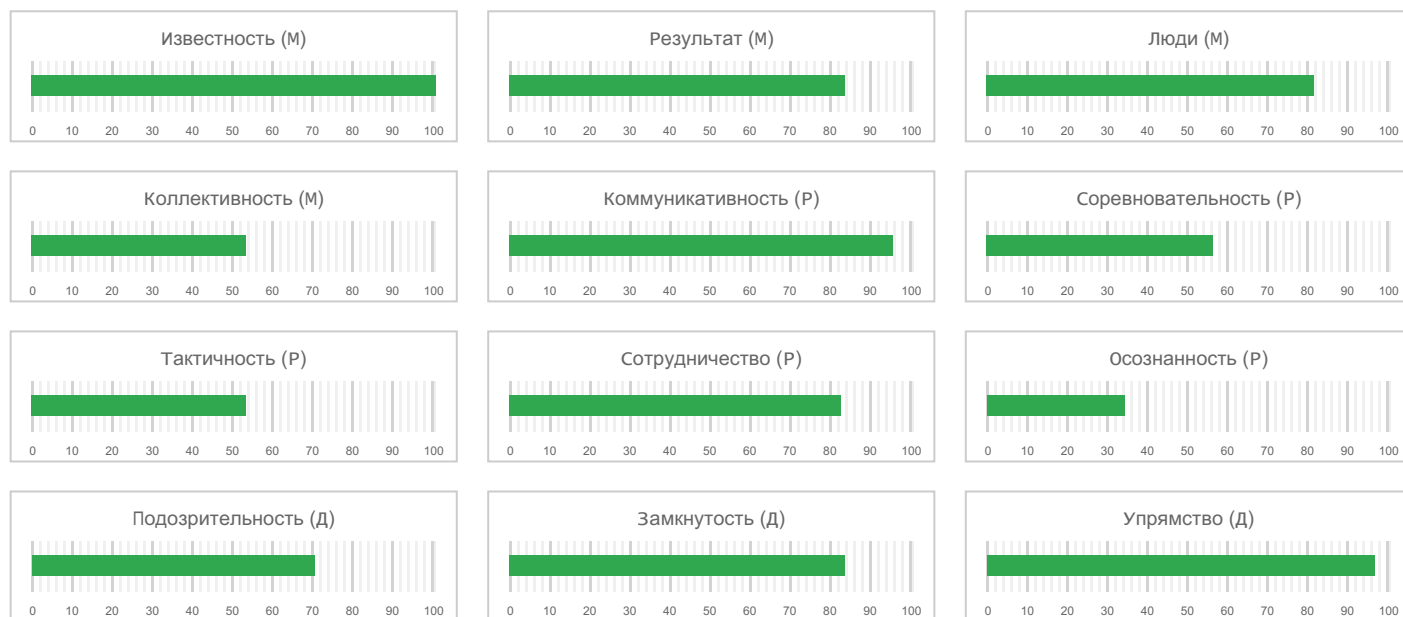 Известность (М)
0 10 20 30 40 50 60 70 80 90 100
Результат (М)
0 10 20 30 40 50 60 70 80 90 100
Люди (М)
0 10 20 30 40 50 60 70 80 90 100
Коллективность (М)
0 10 20 30 40 50 60 70 80 90 100
Коммуникативность (Р)
0 10 20 30 40 50 60 70 80 90 100
Соревновательность (Р)
0 10 20 30 40 50 60 70 80 90 100
Тактичность (Р)
0 10 20 30 40 50 60 70 80 90 100
Сотрудничество (Р)
0 10 20 30 40 50 60 70 80 90 100
Осознанность (Р)
0 10 20 30 40 50 60 70 80 90 100
Подозрительность (Д)
0 10 20 30 40 50 60 70 80 90 100
Замкнутость (Д)
0 10 20 30 40 50 60 70 80 90 100
Упрямство (Д)
0 10 20 30 40 50 60 70 80 90 100